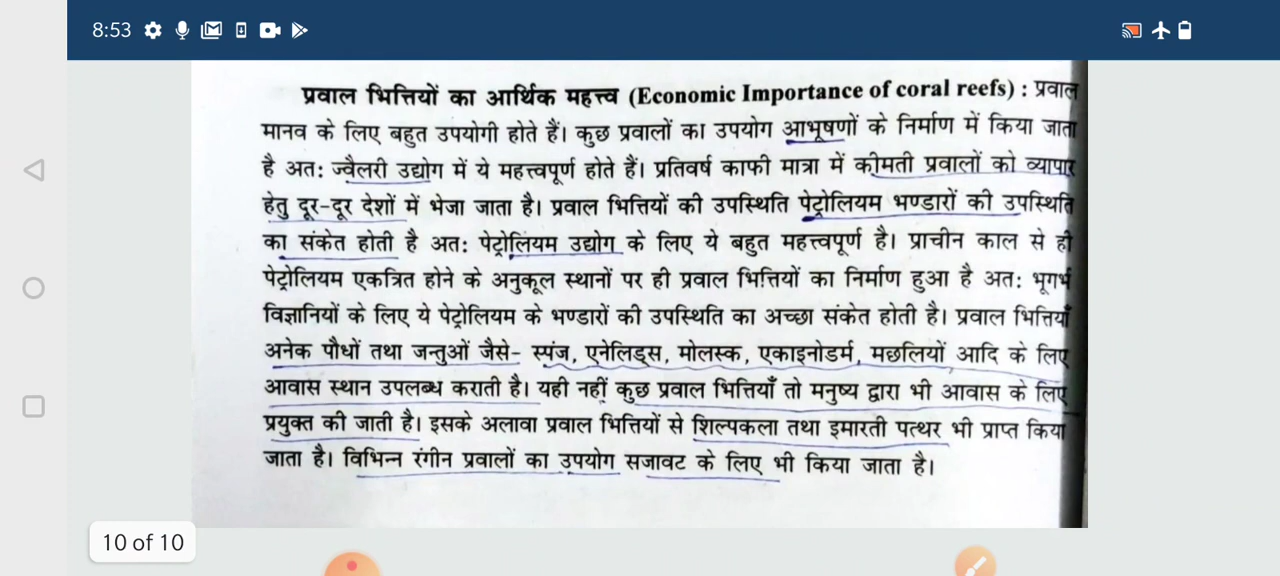 8:53
प्रवाल भित्तियों का आर्थिक महत्त्व (Economic Importance of coral reefs) : प्रवाल
मानव के लिए बहुत उपयोगी होते हैं। कुछ प्रवालों का उपयोग आभूषणों के निर्माण में किया जाता
है अतः ज्वैलरी उद्योग में ये महत्त्वपूर्ण होते हैं। प्रतिवर्ष काफी मात्रा में कीमती प्रवालों को व्यापार
हेतु दूर-दूर देशों में भेजा जाता है। प्रवाल भित्तियों की उपस्थिति पेट्रोलियम भण्डारों की उपस्थिति
का संकेत होती है अतः पेट्रोलियम उद्योग के लिए ये बहुत महत्त्वपूर्ण है। प्राचीन काल से ही
पेट्रोलियम एकत्रित होने के अनुकूल स्थानों पर ही प्रवाल भित्तियों का निर्माण हुआ है अतः भूगर्भ
विज्ञानियों के लिए ये पेट्रोलियम के भण्डारों की उपस्थिति का अच्छा संकेत होती है। प्रवाल भित्तियाँ
अनेक पौधों तथा जन्तुओं जैसे- स्पंज, एनेलिड्स, मोलस्क, एकाइनोडर्म, मछलियों आदि के लिए
आवास स्थान उपलब्ध कराती है। यही नहीं कुछ प्रवाल भित्तियाँ तो मनुष्य द्वारा भी आवास के लिए
प्रयुक्त की जाती है। इसके अलावा प्रवाल भित्तियों से शिल्पकला तथा इमारती पत्थर भी प्राप्त किया
जाता है। विभिन्न रंगीन प्रवालों का उपयोग सजावट के लिए भी किया जाता है।
10 of 10